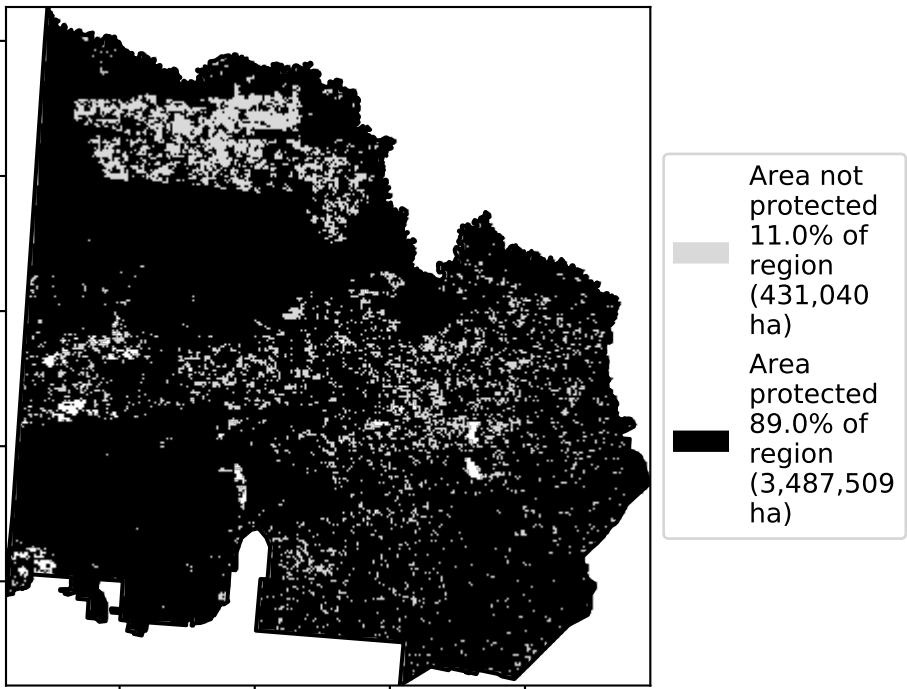 Area not
protected
11.0% of
region
(431,040
ha)
Area
protected
89.0% of
region
(3,487,509
ha)